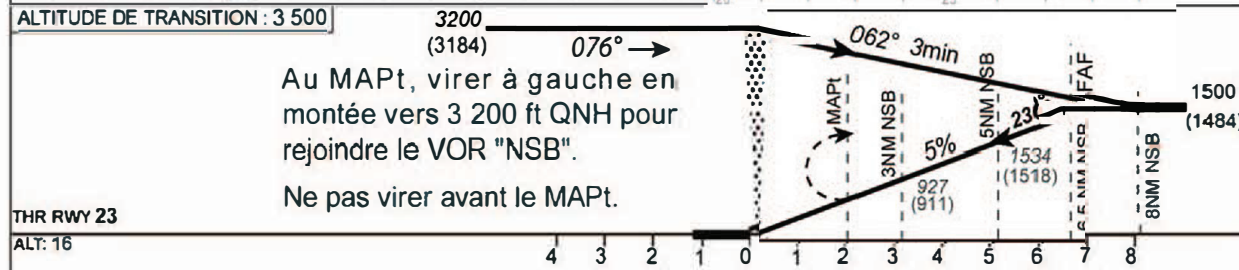 ALTITUDE DE TRANSITION : 3 500
3200
(3184)
076°
062° 3min
Au MAPt, virer à gauche en
montée vers 3 200 ft QNH pour
rejoindre le VOR "NSB".
Ne pas virer avant le MAPt.
MAPt
3NM NSB
5NM NSB
FAF
1500
(1484)
5%
1534
(1518)
927
(911)
8NM NSB
THR RWY 23
ALT: 16
4 3 2 1 0 1 2 3 4 5 6 7 8